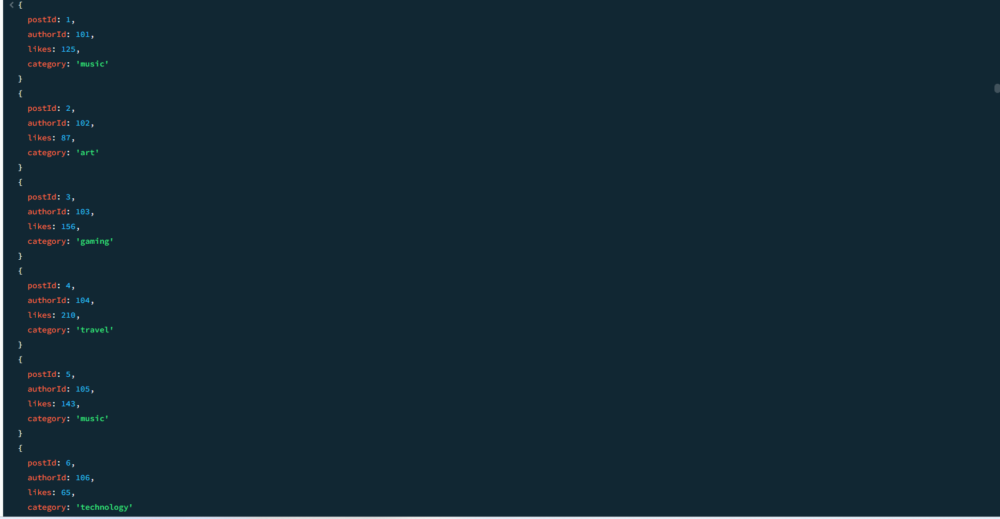 {
postId: 1,
authorId: 101,
likes: 125,
category: 'music'
}
{
postId: 2,
authorId: 102,
likes: 87,
category: 'art'
}
{
postId: 3,
authorId: 103,
likes: 156,
category: 'gaming'
}
{
postId: 4,
authorId: 104,
likes: 210,
category: 'travel'
}
{
postId: 5,
authorId: 105,
likes: 143,
category: 'music'
}
{
postId: 6,
authorId: 106,
likes: 65,
category: 'technology'